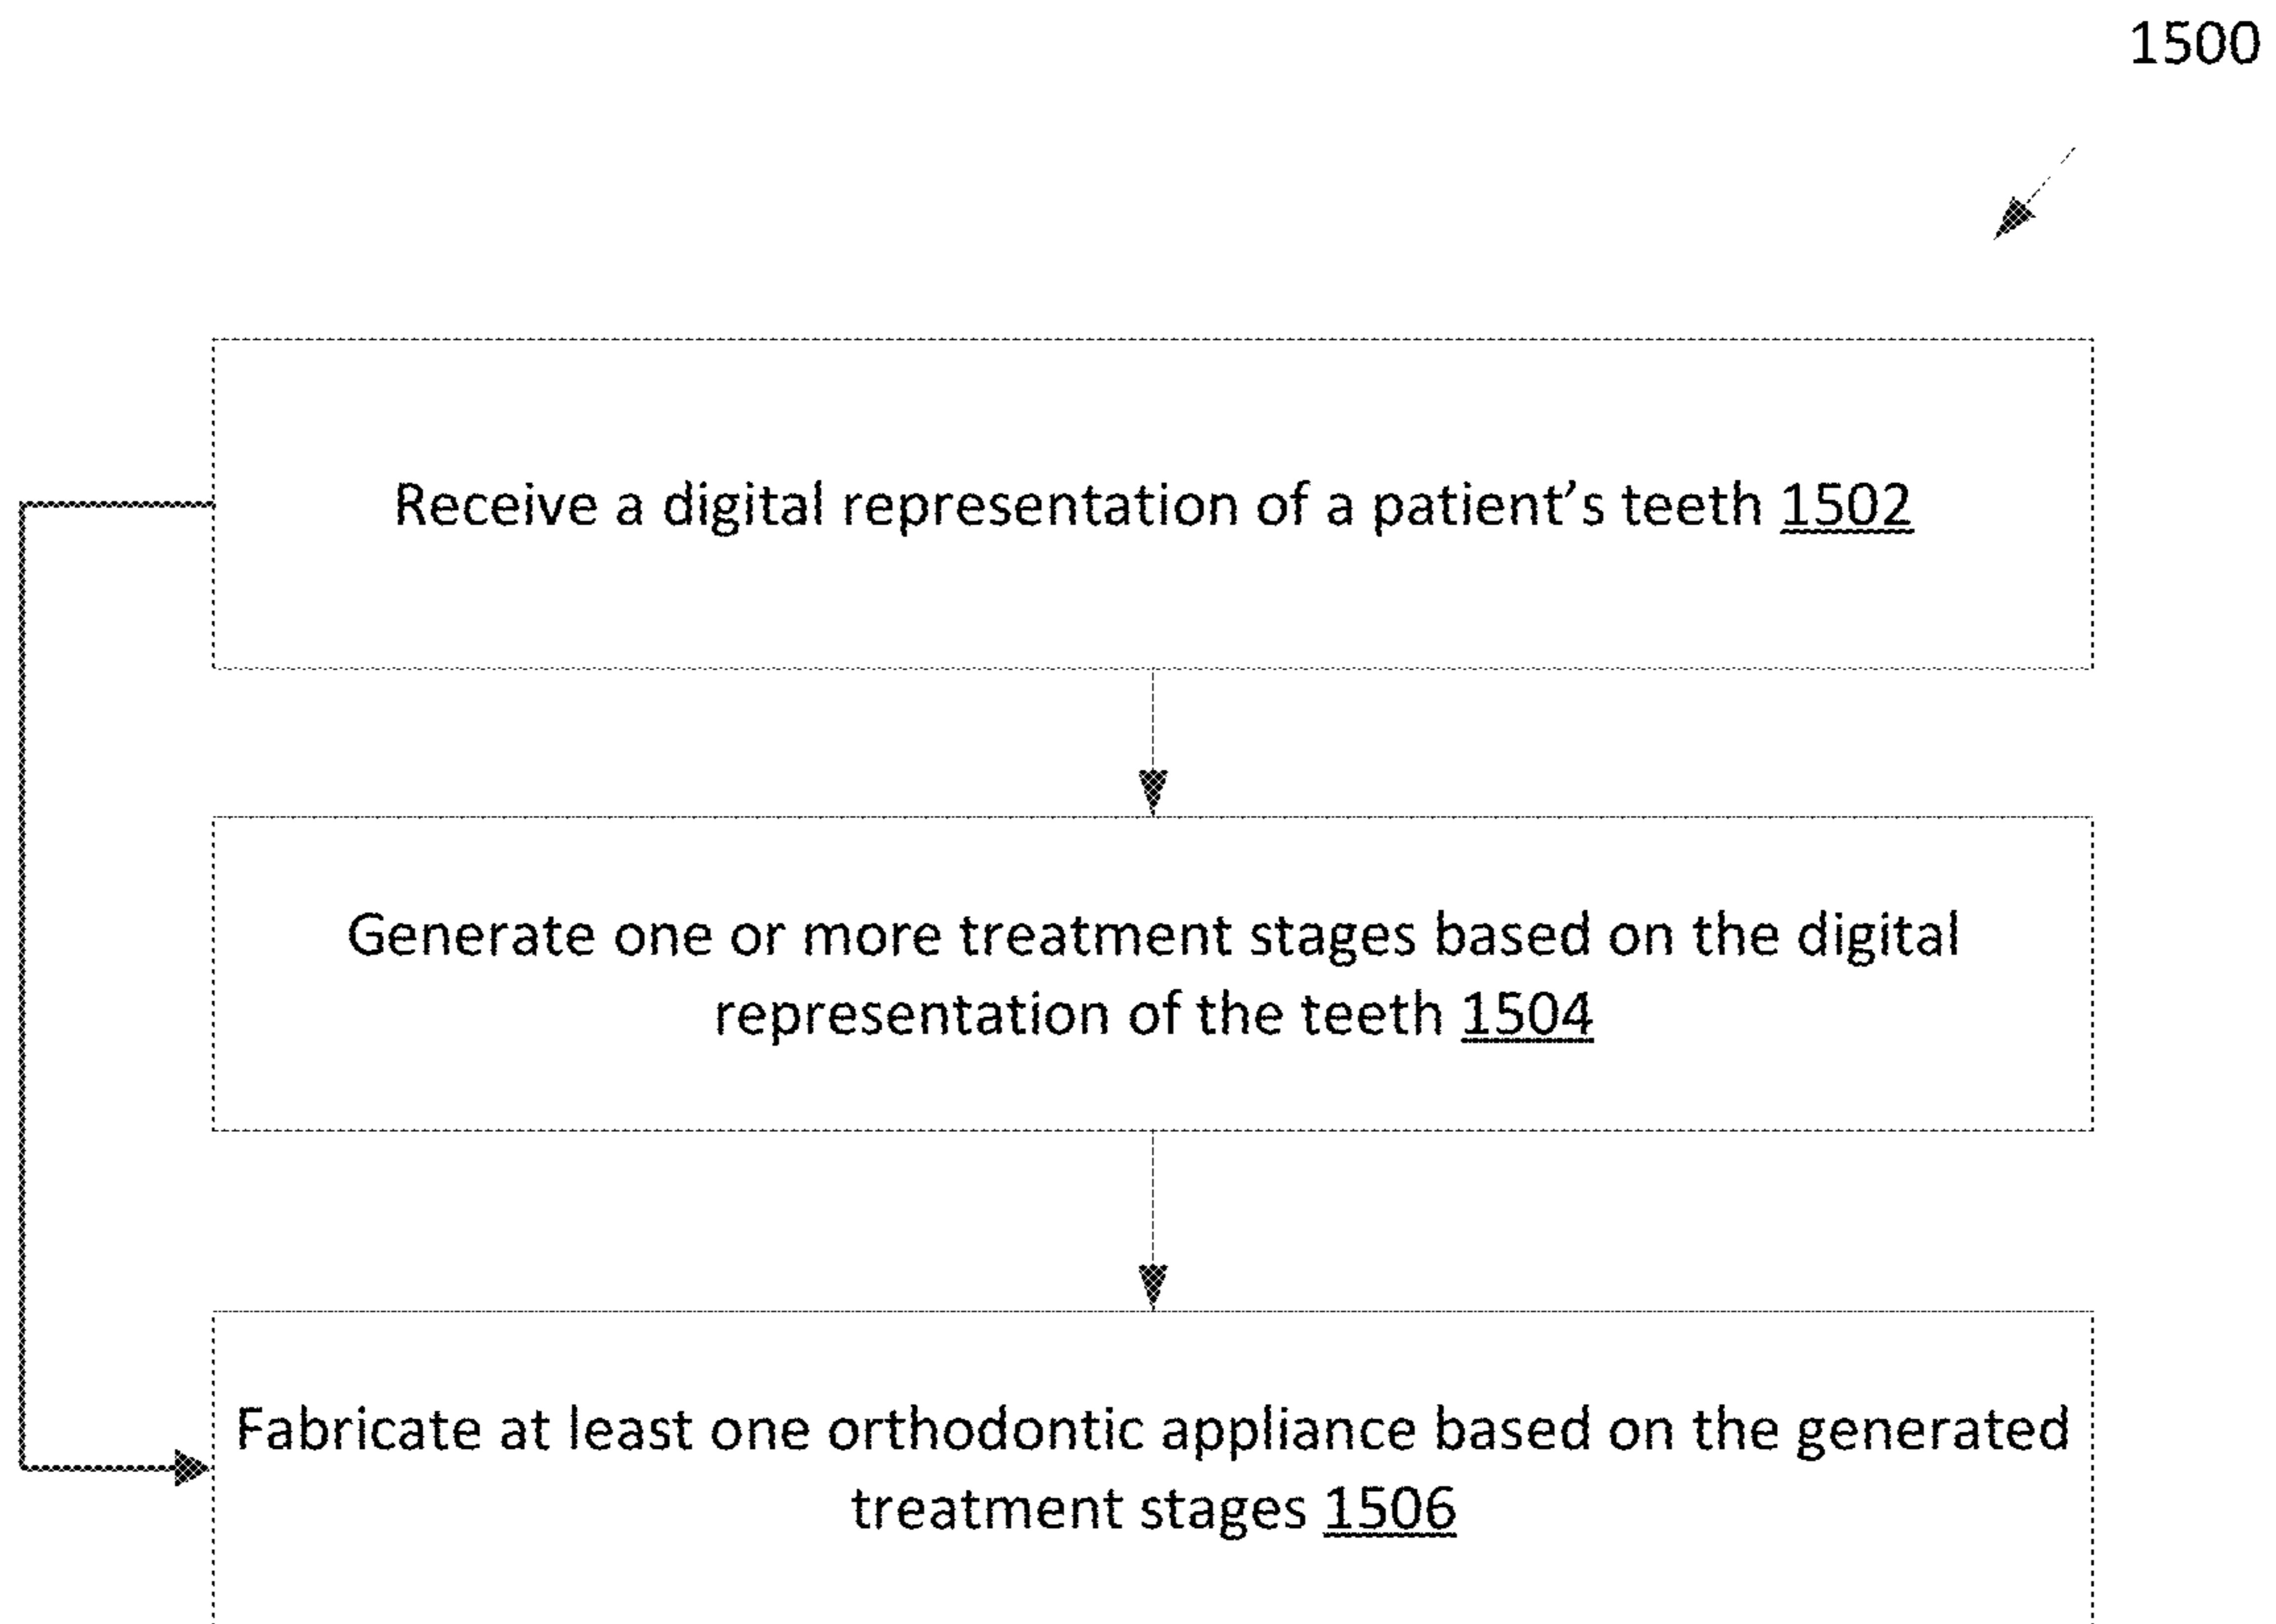 1500
Receive a digital representation of a patient's teeth 1502
Generate one or more treatment stages based on the digital
representation of the teeth 1504
Fabricate at least one orthodontic appliance based on the generated
treatment stages 1506